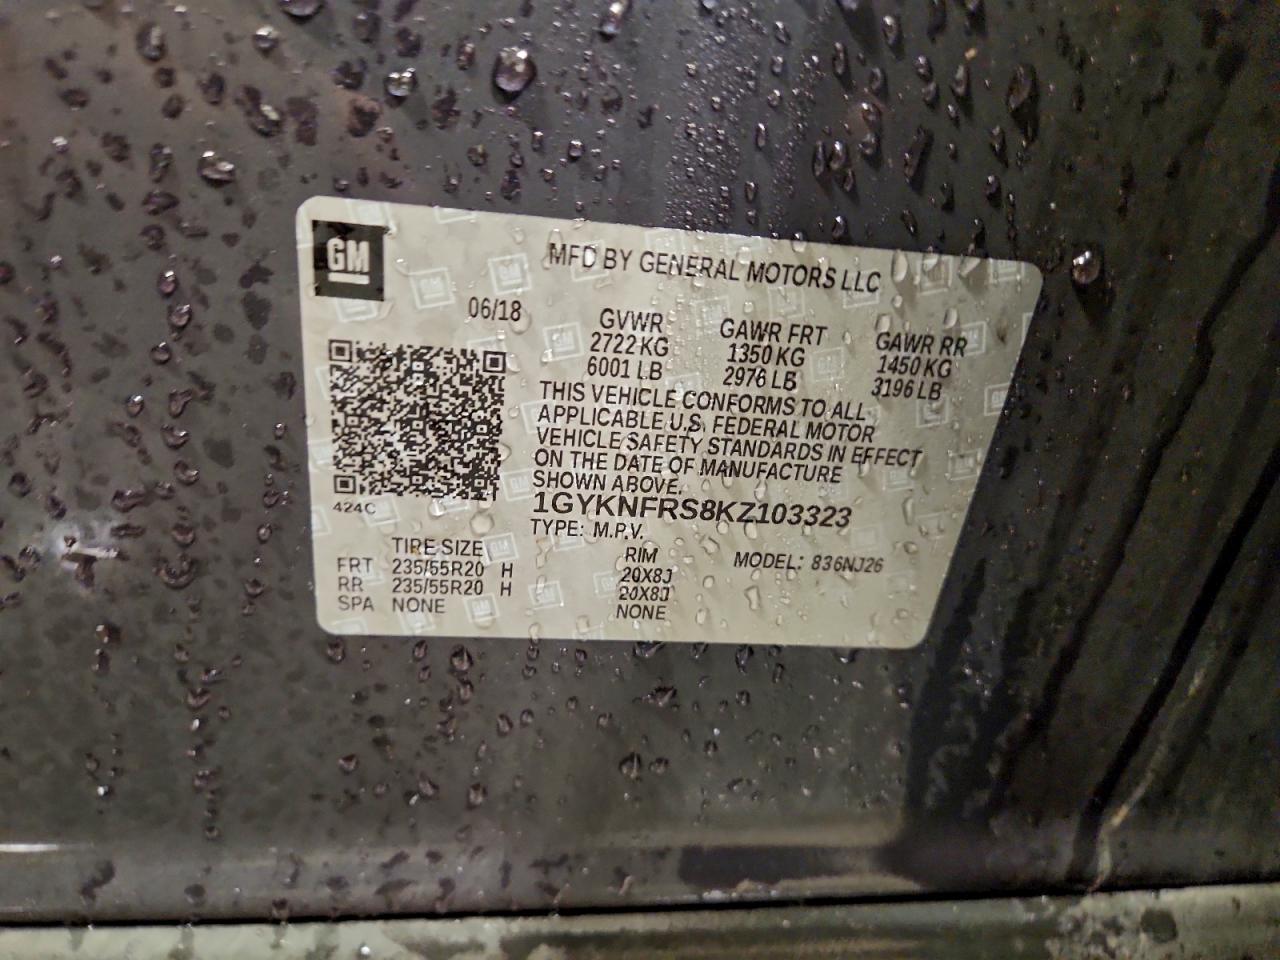 GM
MFD BY GENERAL MOTORS LLC
06/18
GVWR GAWR FRT GAWR RR
2722 KG 1350 KG 1450 KG
6001 LB 2976 LB 3196 LB
THIS VEHICLE CONFORMS TO ALL
APPLICABLE U.S. FEDERAL MOTOR
VEHICLE SAFETY STANDARDS IN EFFECT
ON THE DATE OF MANUFACTURE
SHOWN ABOVE.
424C
1GYKNFRS8KZ103323
TYPE: M.P.V.
TIRE SIZE RIM MODEL: 836NJ26
FRT 235/55R20 H 20X8J
RR 235/55R20 H 20X8J
SPA NONE NONE